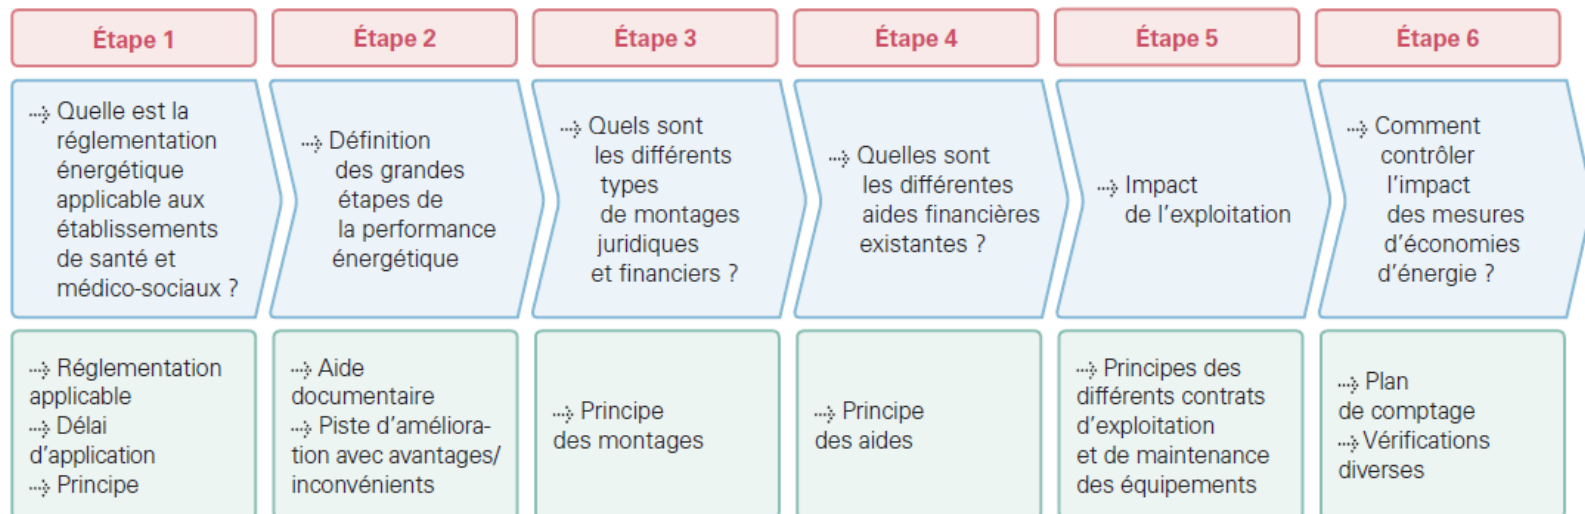 Étape 1
Étape 2
Étape 3
Étape 4
Étape 5
Étape 6
Quelle est la
réglementation
énergétique
applicable aux
établissements
de santé et
médico-sociaux ?
Définition
des grandes
étapes de
la performance
énergétique
Quels sont
les différents
types
de montages
juridiques
et financiers ?
Quelles sont
les différentes
aides financières
existantes ?
Impact
de l’exploitation
Comment
contrôler
l’impact
des mesures
d’économies
d’énergie ?
Réglementation
applicable
Délai
d’application
Principe
Aide
documentaire
Piste d’améliora-
tion avec avantages/
inconvénients
Principe
des montages
Principe
des aides
Principes des
différents contrats
d’exploitation
et de maintenance
des équipements
Plan
de comptage
Vérifications
diverses